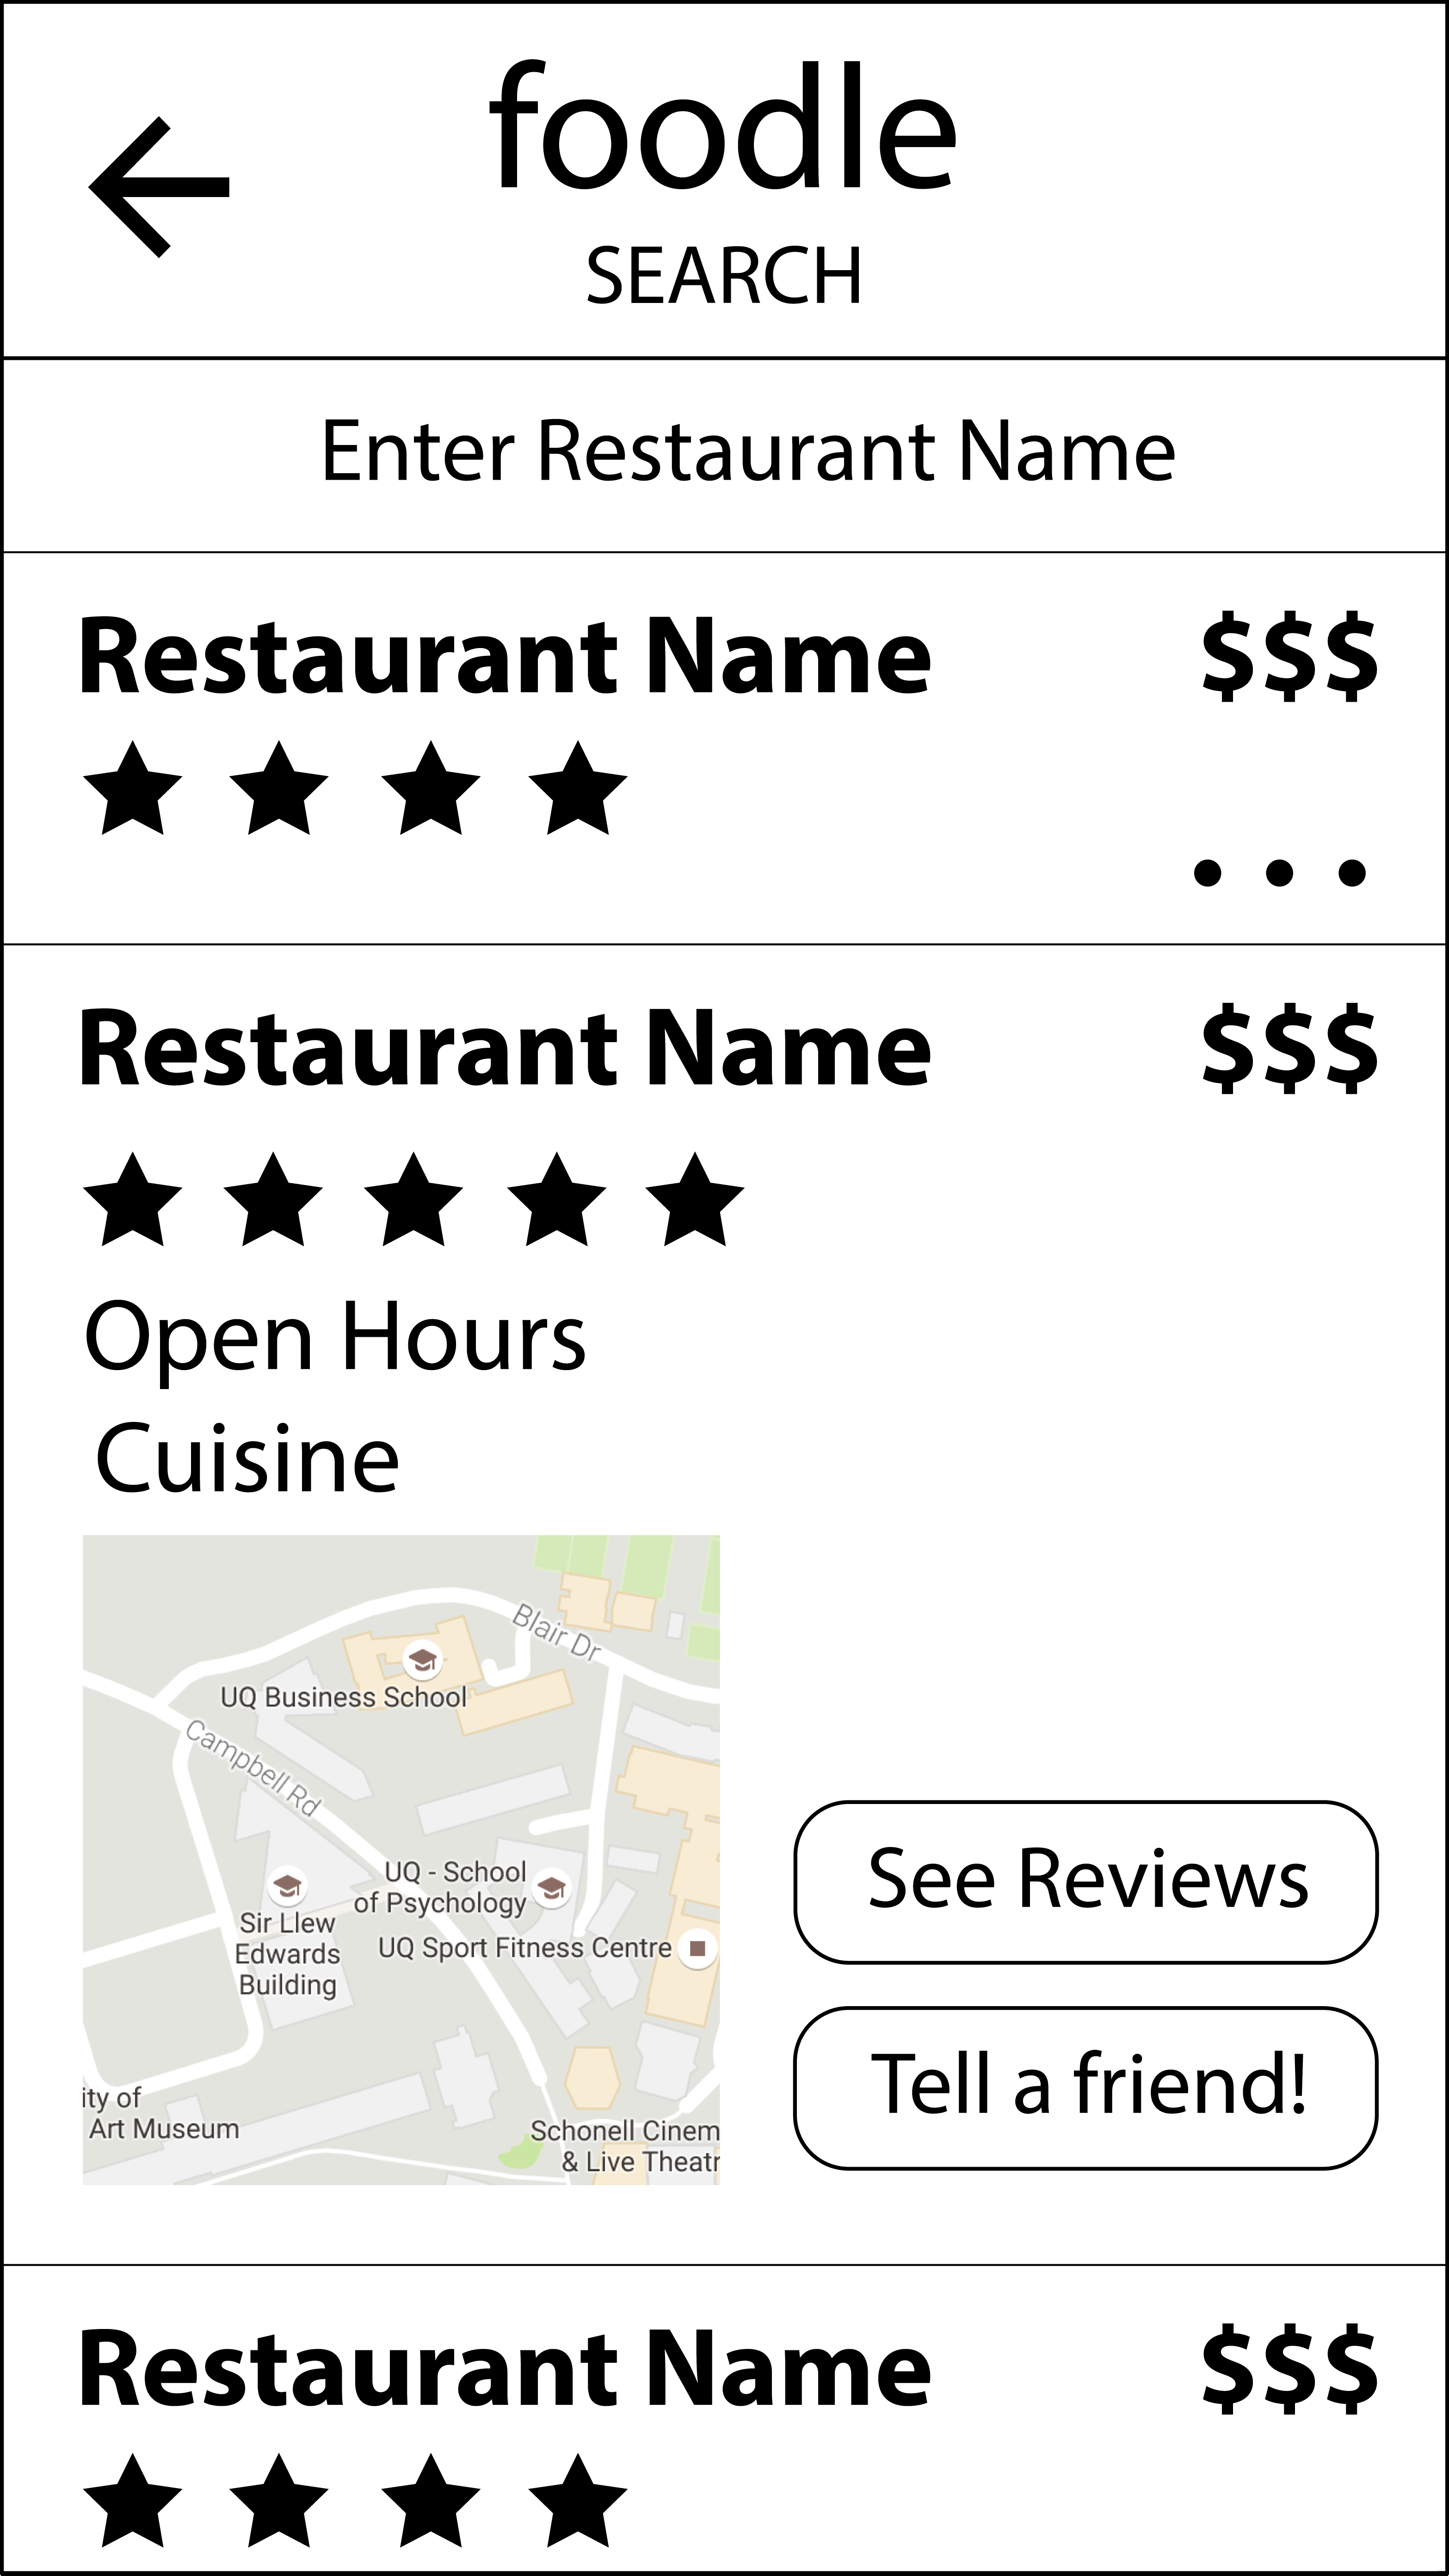 foodle
SEARCH
Enter Restaurant Name
Restaurant Name $$$
Restaurant Name $$$
Open Hours
Cuisine
Blair Dr
UQ Business School
Campbell Rd
UQ - School
of Psychology
Sir Llew
Edwards
Building
UQ Sport Fitness Centre
ity of
Art Museum
Schonell Cinem
& Live Theatr
See Reviews
Tell a friend!
Restaurant Name $$$